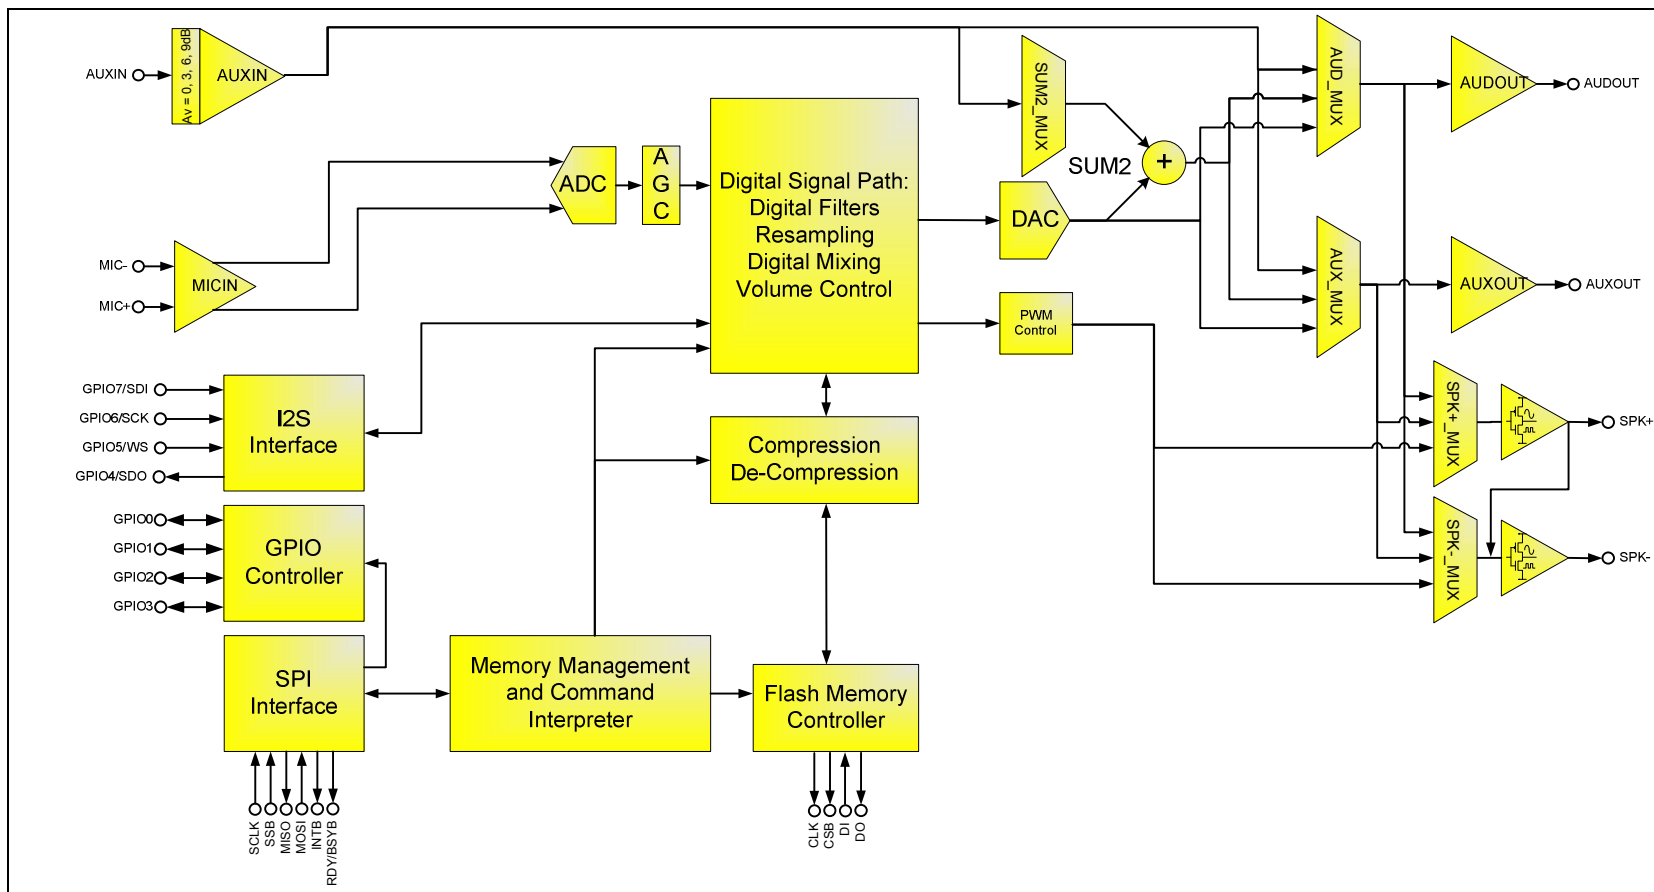 AUXIN
Av = 0, 3, 6, 9dB
AUXIN
MIC-
MIC+
MICIN
ADC
A
G
C
Digital Signal Path:
Digital Filters
Resampling
Digital Mixing
Volume Control
SUM2_MUX
SUM2
+
DAC
PWM
Control
AUD_MUX
AUDOUT
AUDOUT
AUX_MUX
AUXOUT
AUXOUT
SPK+_MUX
SPK+
SPK-_MUX
SPK-
GPIO7/SDI
GPIO6/SCK
GPIO5/WS
GPIO4/SDO
I2S
Interface
Compression
De-Compression
GPIO0
GPIO1
GPIO2
GPIO3
GPIO
Controller
SPI
Interface
Memory Management
and Command
Interpreter
Flash Memory
Controller
SCLK
SSB
MISO
MOSI
INTB
RDY/BSYB
CLK
CSB
DI
DO